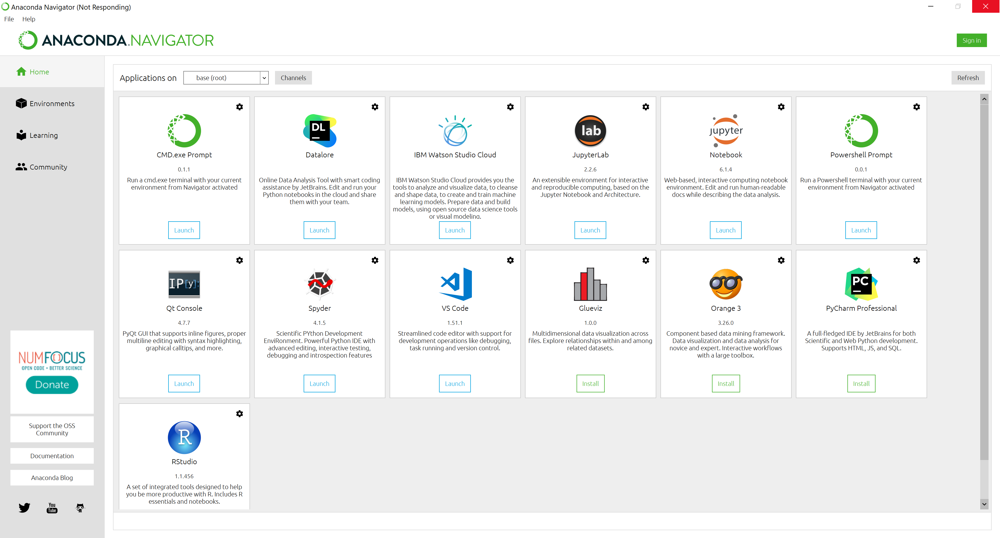 Anaconda Navigator (Not Responding)
File Help
ANACONDA.NAVIGATOR
Sign in
Home
Environments
Learning
Community
Applications on base (root) Channels Refresh
CMD.exe Prompt
0.1.1
Run a cmd.exe terminal with your current
environment from Navigator activated
Launch
DL
Datalore
Online Data Analysis Tool with smart coding
assistance by JetBrains. Edit and run your
Python notebooks in the cloud and share
them with your team.
Launch
IBM Watson Studio Cloud
IBM Watson Studio Cloud provides you the
tools to analyze and visualize data, to cleanse
and shape data, to create and train machine
learning models. Prepare data and build
models, using open source data science tools
or visual modeling.
Launch
lab
JupyterLab
2.2.6
An extensible environment for interactive
and reproducible computing, based on the
Jupyter Notebook and Architecture.
Launch
jupyter
Notebook
6.1.4
Web-based, interactive computing notebook
environment. Edit and run human-readable
docs while describing the data analysis.
Launch
Powershell Prompt
0.0.1
Run a Powershell terminal with your current
environment from Navigator activated
Launch
IP[y]:
Qt Console
4.7.7
PyQt GUI that supports inline figures, proper
multiline editing with syntax highlighting,
graphical calltips, and more.
Launch
Spyder
4.1.5
Scientific PYthon Development
EnviRonment. Powerful Python IDE with
advanced editing, interactive testing,
debugging and introspection features
Launch
VS Code
1.51.1
Streamlined code editor with support for
development operations like debugging,
task running and version control.
Launch
Glueviz
1.0.0
Multidimensional data visualization across
files. Explore relationships within and among
related datasets.
Install
Orange 3
3.26.0
Component based data mining framework.
Data visualization and data analysis for
novice and expert. Interactive workflows
with a large toolbox.
Install
PC
PyCharm Professional
A full-fledged IDE by JetBrains for both
Scientific and Web Python development.
Supports HTML, JS, and SQL.
Install
R
RStudio
1.1.456
A set of integrated tools designed to help
you be more productive with R. Includes R
essentials and notebooks.
NUMFOCUS
OPEN CODE = BETTER SCIENCE
Donate
Support the OSS
Community
Documentation
Anaconda Blog
You
Tube